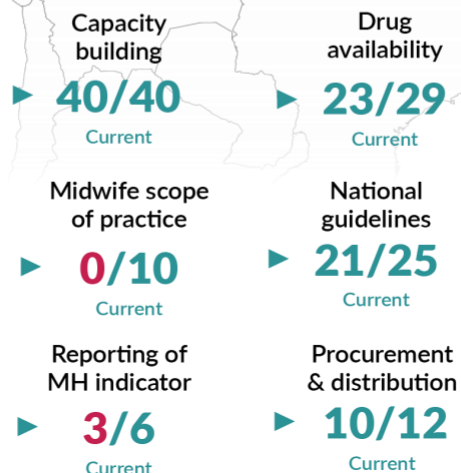 Capacity
building
40/40
Current
Drug
availability
23/29
Current
Midwife scope
of practice
0/10
Current
National
guidelines
21/25
Current
Reporting of
MH indicator
3/6
Current
Procurement
& distribution
10/12
Current